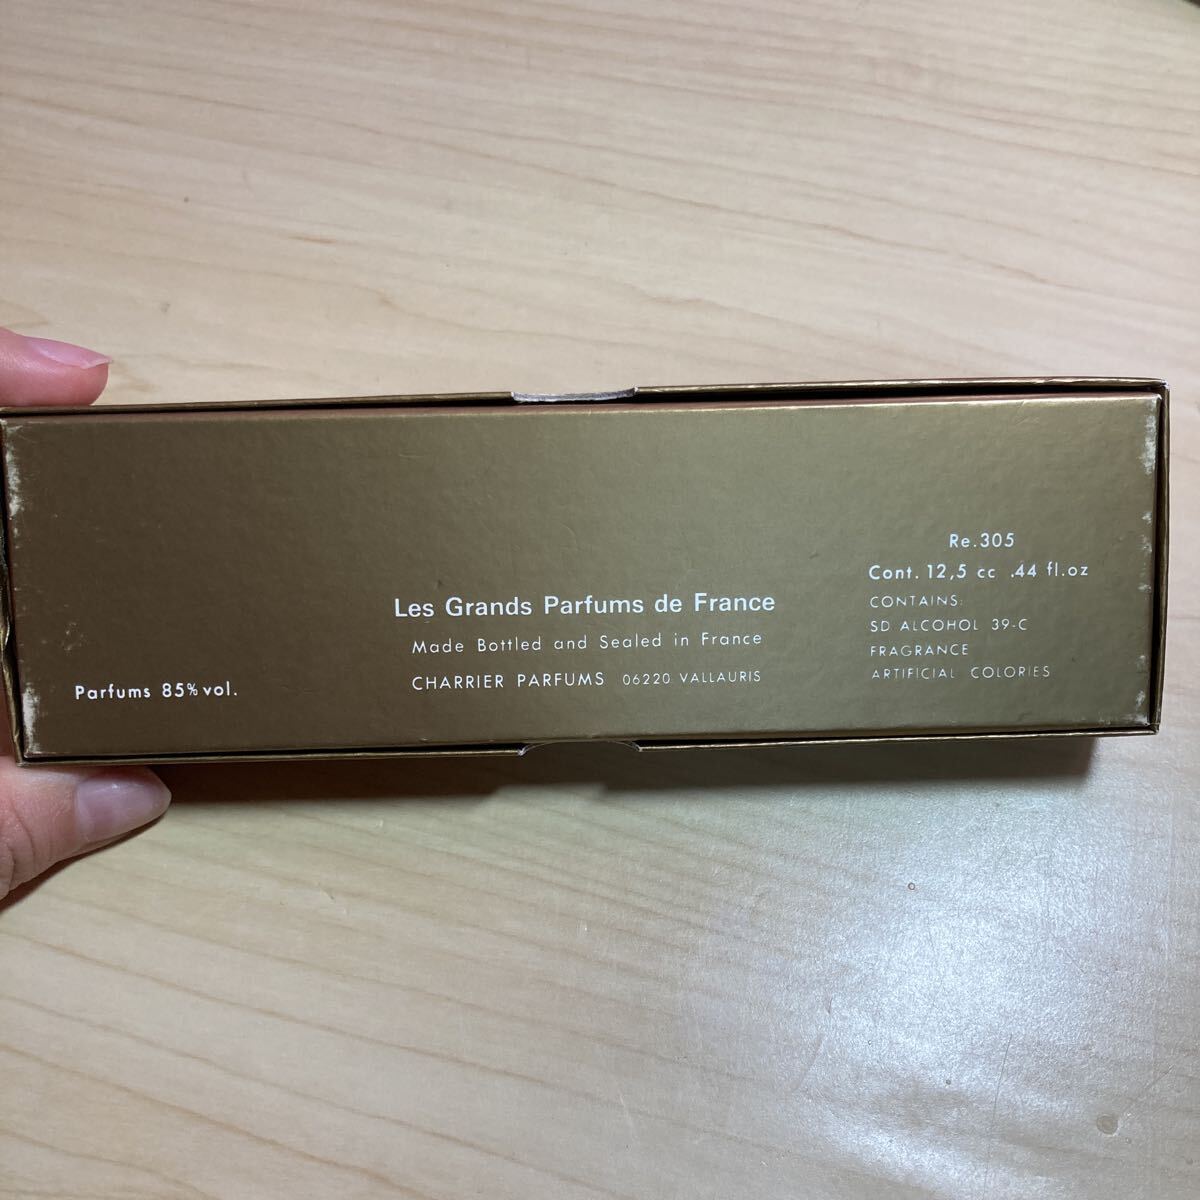 Re.305
Cont. 12,5 cc .44 fl.oz
CONTAINS:
SD ALCOHOL 39-C
FRAGRANCE
ARTIFICIAL COLORIES
Les Grands Parfums de France
Made Bottled and Sealed in France
CHARRIER PARFUMS 06220 VALLAURIS
Parfums 85% vol.